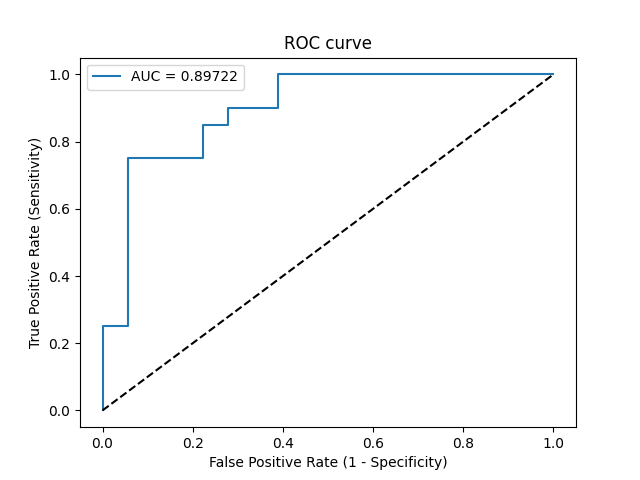 ROC curve
AUC = 0.89722
True Positive Rate (Sensitivity)
1.0
0.8
0.6
0.4
0.2
0.0
0.0 0.2 0.4 0.6 0.8 1.0
False Positive Rate (1 - Specificity)